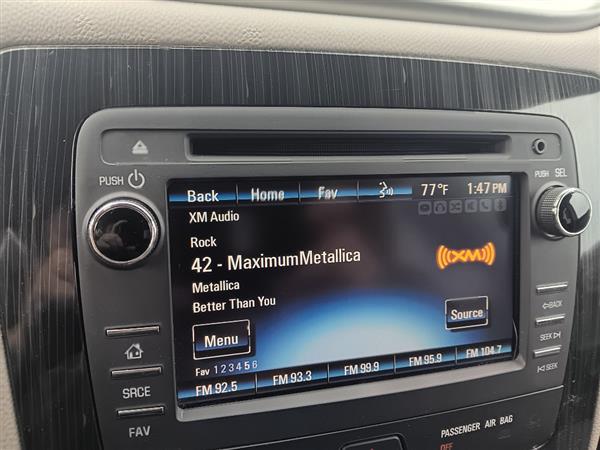 PUSH
PUSH SEL
Back Home Fav 77°F 1:47 PM
XM Audio
Rock
42 - MaximumMetallica
Metallica
Better Than You
((XM))
Menu
Source
Fav 1 2 3 4 5 6
FM 92.5 FM 93.3 FM 99.9 FM 95.9 FM 104.7
BACK
SEEK
SEEK
SRCE
FAV
PASSENGER AIR BAG
OFF